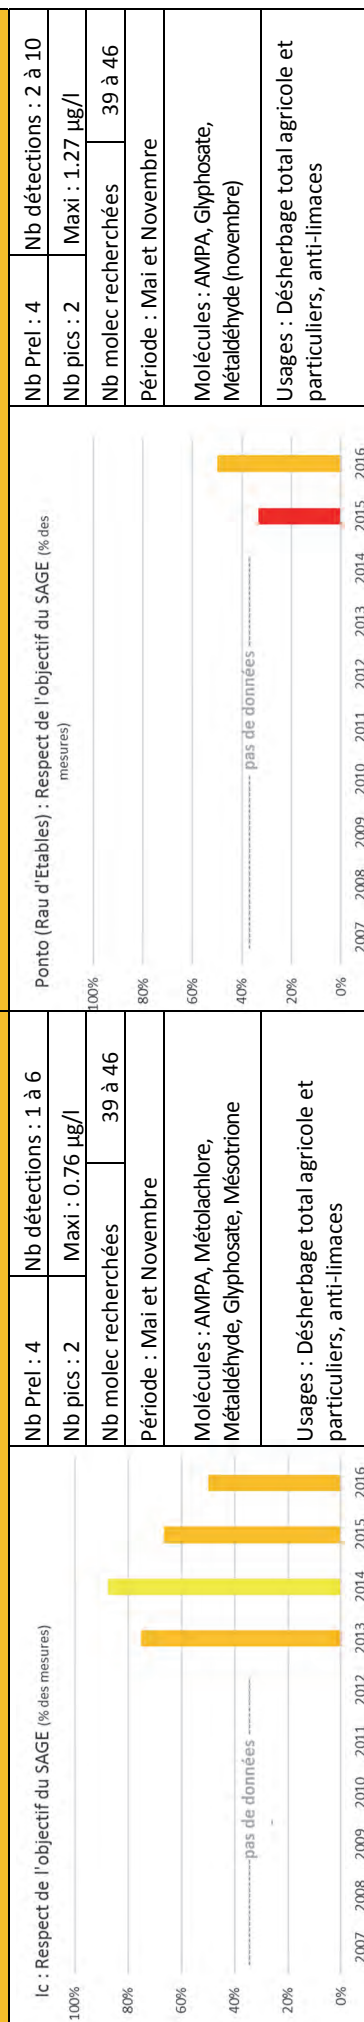 Ic : Respect de l'objectif du SAGE (% des mesures)
100%
80%
60%
40%
20%
0%
-------------------pas de données ----------
2007 2008 2009 2010 2011 2012 2013 2014 2015 2016
Nb Prel : 4
Nb détections : 1 à 6
Nb pics : 2
Maxi : 0.76 µg/l
Nb molec recherchées
39 à 46
Période : Mai et Novembre
Molécules : AMPA, Métolachlore,
Métaldéhyde, Glyphosate, Mésotrione
Usages : Désherbage total agricole et
particuliers, anti-limaces
Ponto (Rau d'Etables) : Respect de l'objectif du SAGE (% des
mesures)
100%
80%
60%
40%
20%
0%
---------------------------------- pas de données ------------------
2007 2008 2009 2010 2011 2012 2013 2014 2015 2016
Nb Prel : 4
Nb détections : 2 à 10
Nb pics : 2
Maxi : 1.27 µg/l
Nb molec recherchées
39 à 46
Période : Mai et Novembre
Molécules : AMPA, Glyphosate,
Métaldéhyde (novembre)
Usages : Désherbage total agricole et
particuliers, anti-limaces